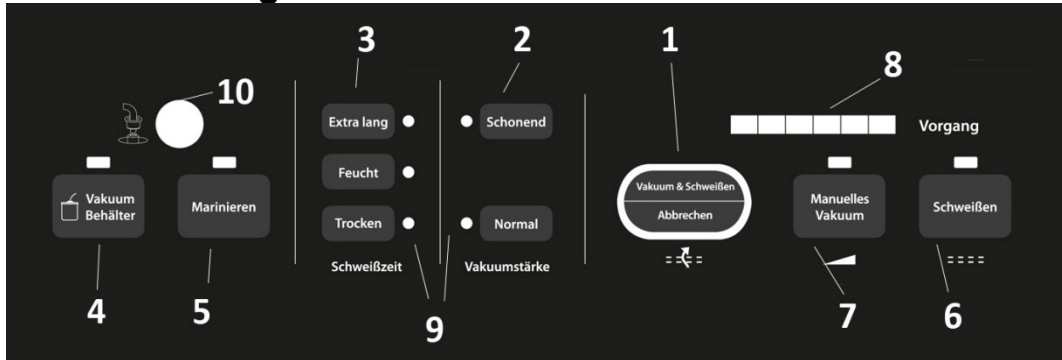 3
2
1
8
10
Extra lang
Schonend
Vorgang
Feucht
Vakuum & Schweißen
Abbrechen
Vakuum
Behälter
Marinieren
Trocken
Normal
Manuelles
Vakuum
Schweißen
Schweißzeit
Vakuumstärke
4
5
9
7
6